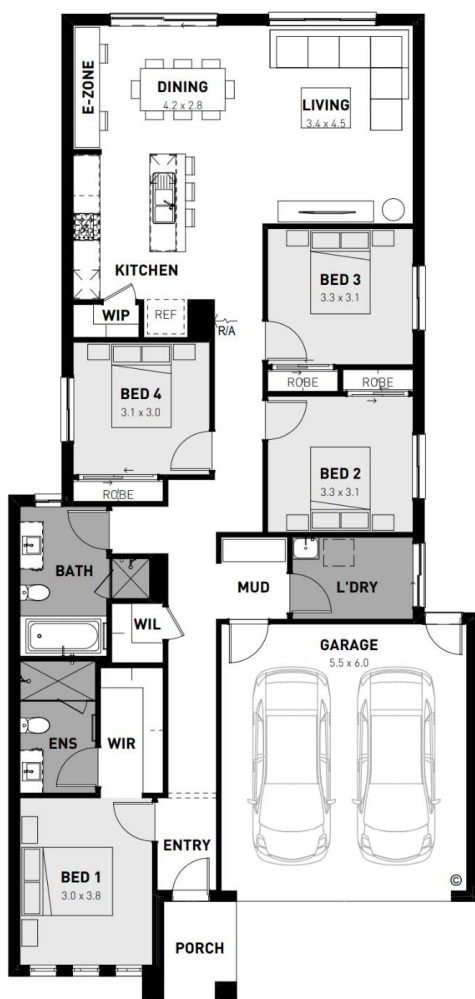 E-ZONE
DINING
4.2 x 2.8
LIVING
3.4 x 4.5
KITCHEN
WIP
REF
R/A
BED 3
3.3 x 3.1
ROBE
ROBE
BED 4
3.1 x 3.0
ROBE
BED 2
3.3 x 3.1
BATH
WIL
MUD
L'DRY
GARAGE
5.5 x 6.0
ENS
WIR
ENTRY
BED 1
3.0 x 3.8
PORCH
©